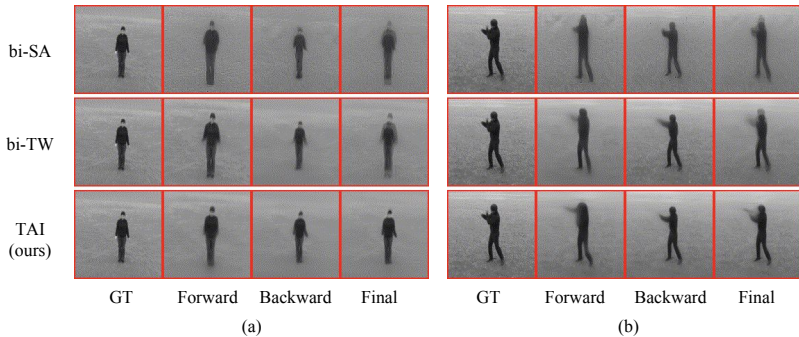 bi-SA
bi-TW
TAI
(ours)
GT Forward Backward Final GT Forward Backward Final
(a) (b)